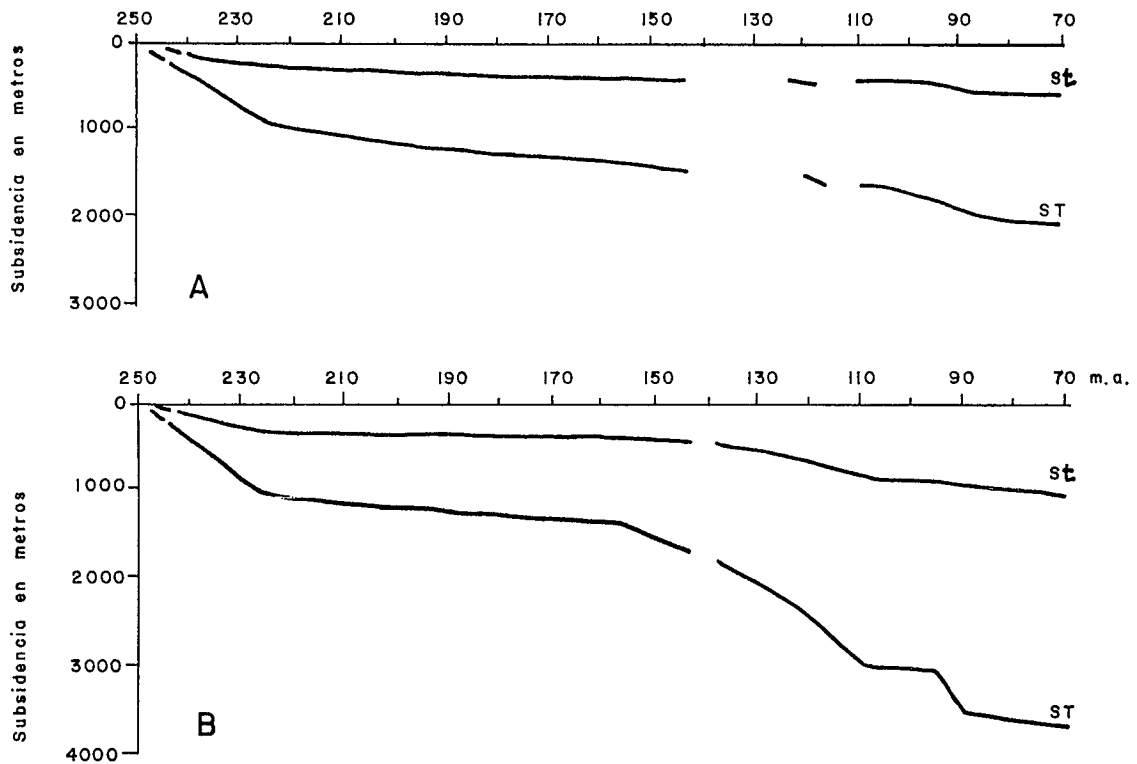 250 230 210 190 170 150 130 110 90 70
0
1000
2000
3000
Subsidencia en metros
st
ST
A
250 230 210 190 170 150 130 110 90 70 m.a.
0
1000
2000
3000
4000
Subsidencia en metros
st
ST
B